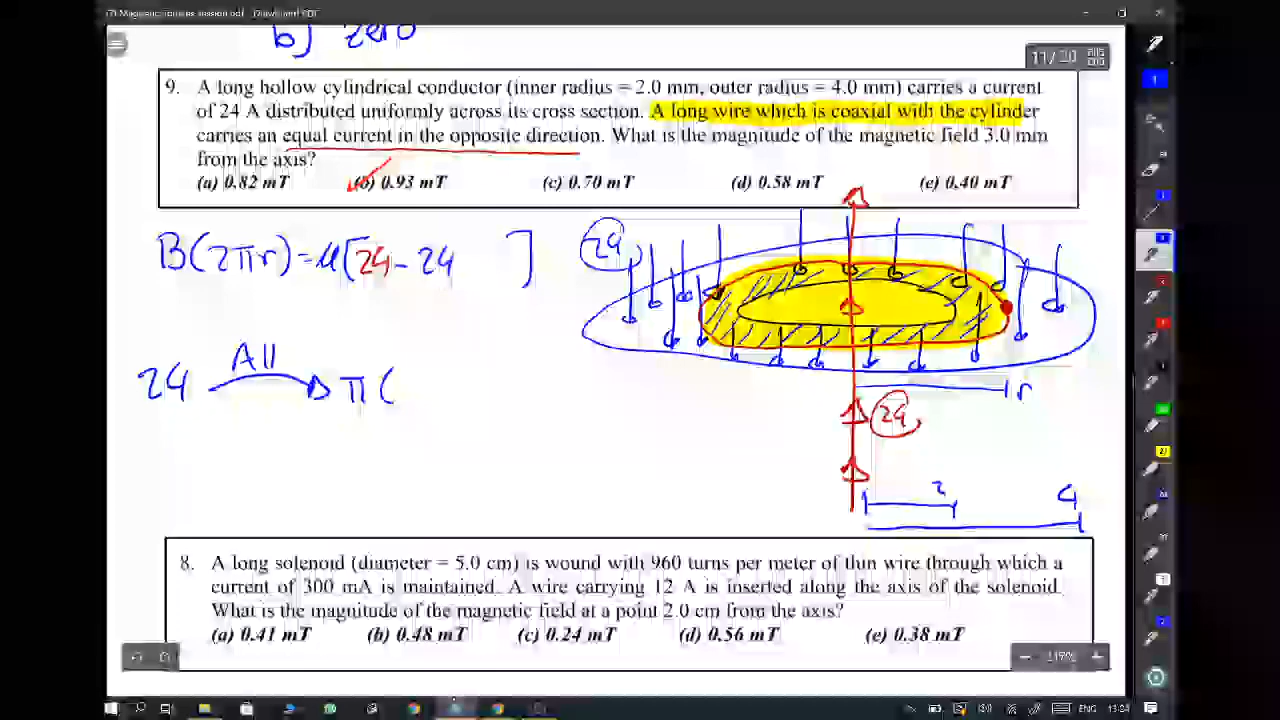 b) zero
11/20
9. A long hollow cylindrical conductor (inner radius = 2.0 mm, outer radius = 4.0 mm) carries a current
of 24 A distributed uniformly across its cross section. A long wire which is coaxial with the cylinder
carries an equal current in the opposite direction. What is the magnitude of the magnetic field 3.0 mm
from the axis?
(a) 0.82 mT (b) 0.93 mT (c) 0.70 mT (d) 0.58 mT (e) 0.40 mT
B(2πr)=μ[24-24 ]
24
24 All π(
r
24
2 4
8. A long solenoid (diameter = 5.0 cm) is wound with 960 turns per meter of thin wire through which a
current of 300 mA is maintained. A wire carrying 12 A is inserted along the axis of the solenoid.
What is the magnitude of the magnetic field at a point 2.0 cm from the axis?
(a) 0.41 mT (b) 0.48 mT (c) 0.24 mT (d) 0.56 mT (e) 0.38 mT
ENG